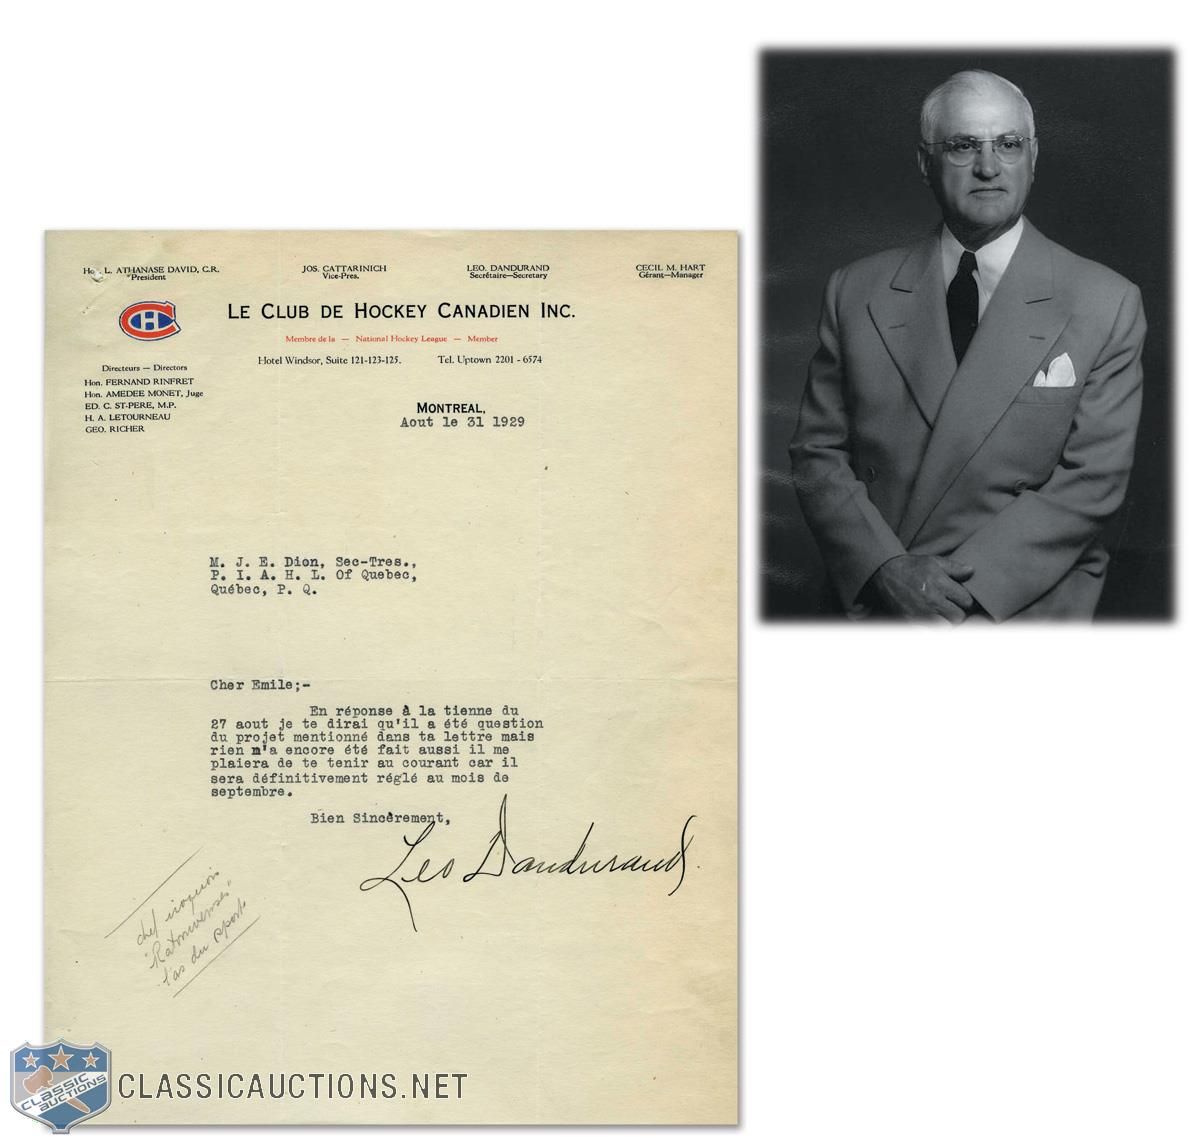 Hon. L. ATHANASE DAVID, C.R.
President
JOS. CATTARINICH
Vice-Pres.
LEO. DANDURAND
Secrétaire—Secretary
CECIL M. HART
Gérant—Manager
CH
LE CLUB DE HOCKEY CANADIEN INC.
Membre de la — National Hockey League — Member
Hotel Windsor, Suite 121-123-125. Tel. Uptown 2201 - 6574
Directeurs — Directors
Hon. FERNAND RINFRET
Hon. AMEDEE MONET, Juge
ED. C. ST-PERE, M.P.
H. A. LETOURNEAU
GEO. RICHER
MONTREAL,
Aout le 31 1929
M. J. E. Dion, Sec-Tres.,
P. I. A. H. L. Of Quebec,
Québec, P. Q.
Cher Emile;-
En réponse à la tienne du
27 aout je te dirai qu'il a été question
du projet mentionné dans ta lettre mais
rien m'a encore été fait aussi il me
plaiera de te tenir au courant car il
sera définitivement réglé au mois de
septembre.
Bien Sincèrement,
Leo Dandurand.
chef iroquois
l'as du sport
CLASSIC
AUCTIONS
CLASSICAUCTIONS.NET